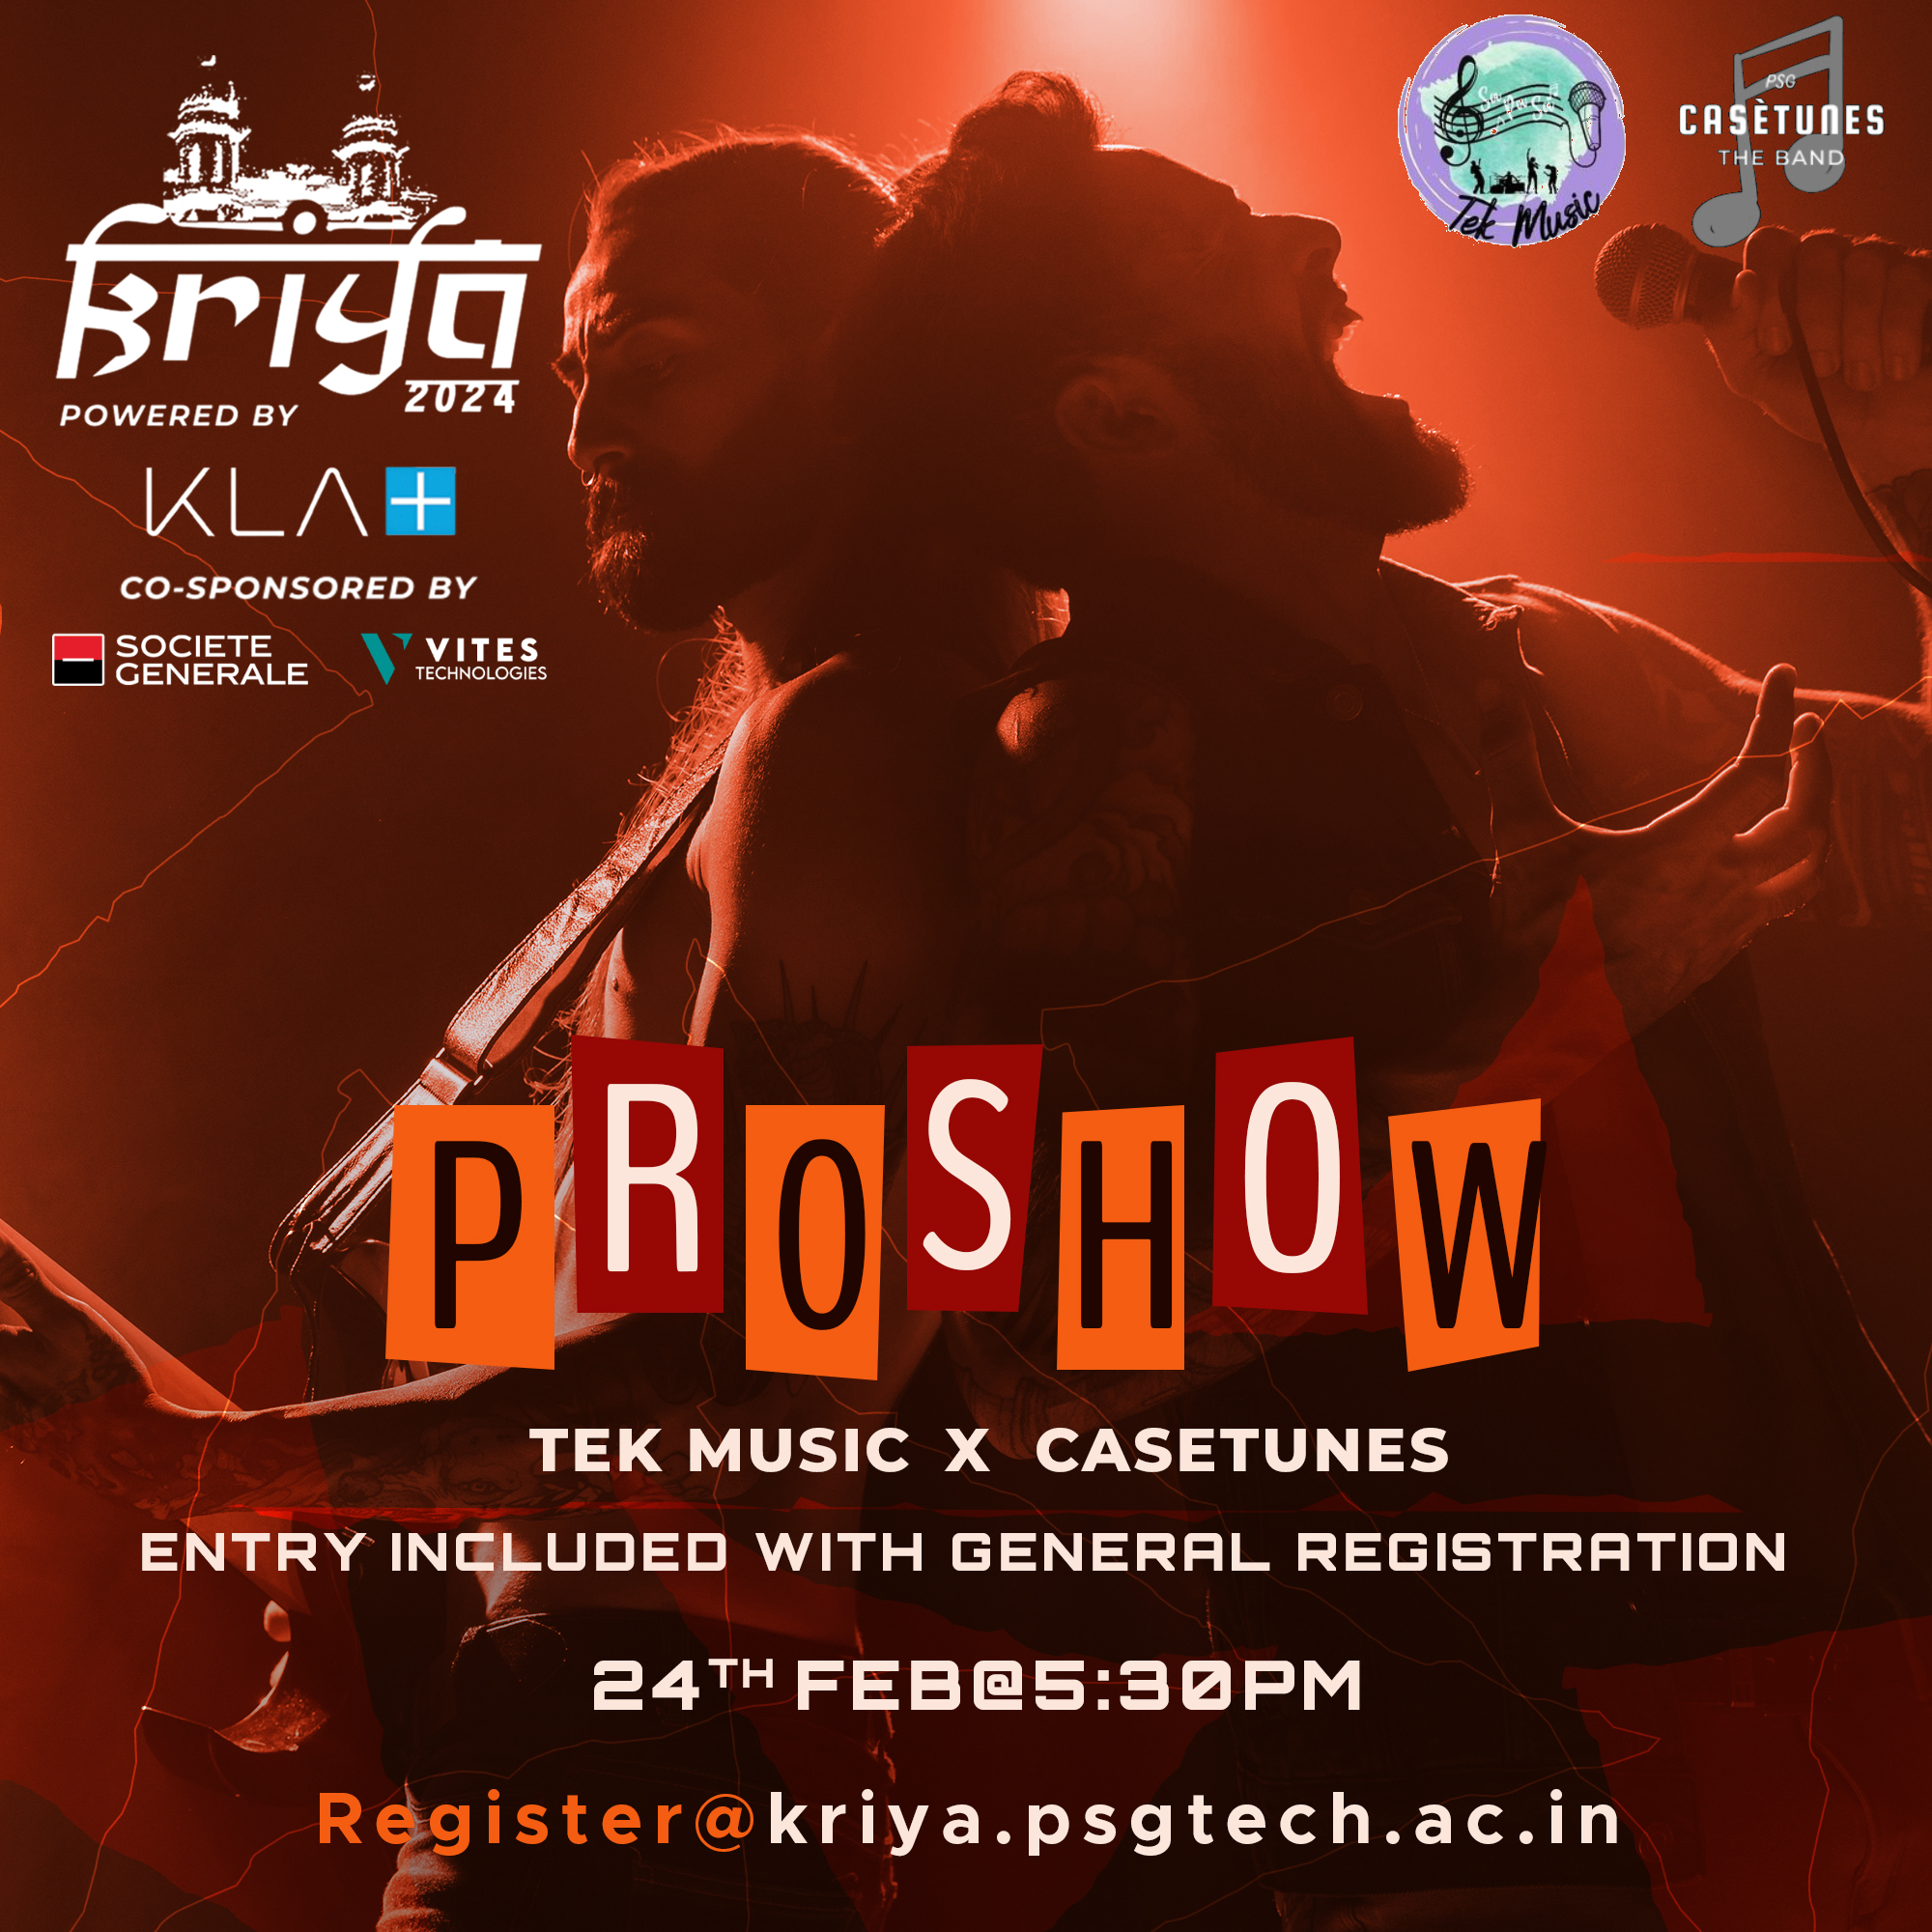 kriya
2024
POWERED BY
KLA+
CO-SPONSORED BY
SOCIETE
GENERALE
VITES
TECHNOLOGIES
Tek Music
PSG
CASÈTUNES
THE BAND
PROSHOW
TEK MUSIC X CASETUNES
ENTRY INCLUDED WITH GENERAL REGISTRATION
24TH FEB@5:30PM
Register@kriya.psgtech.ac.in